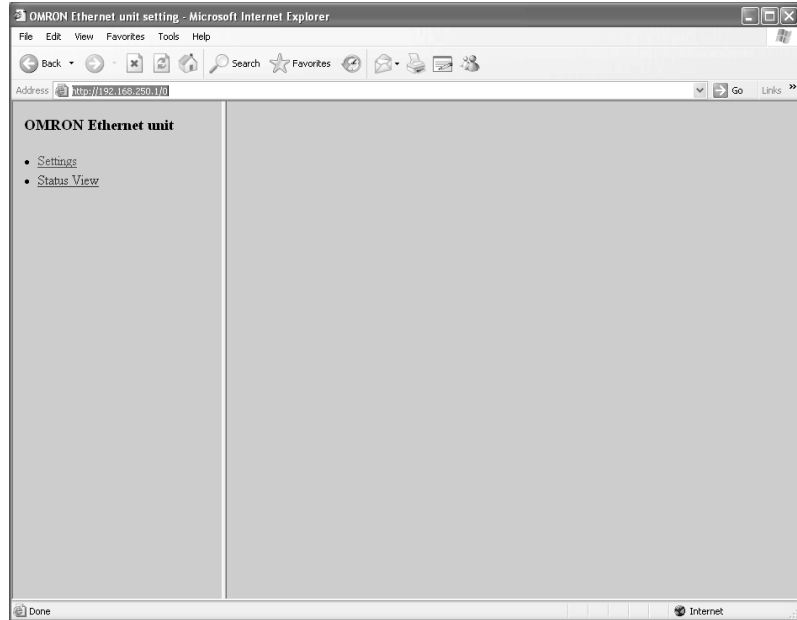 OMRON Ethernet unit setting - Microsoft Internet Explorer
File Edit View Favorites Tools Help
Back Search Favorites
Address http://192.168.250.1/0 Go Links »
OMRON Ethernet unit
• Settings
• Status View
Done Internet